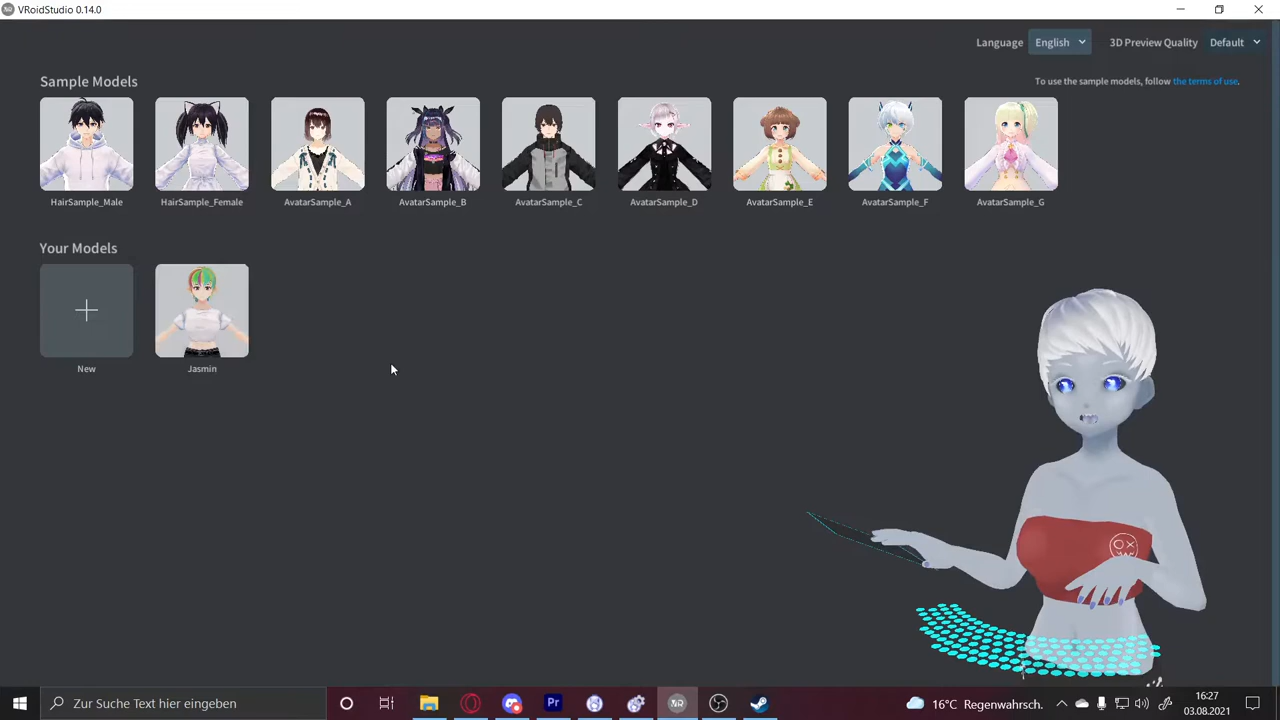 VRoidStudio 0.14.0
Language English 3D Preview Quality Default
Sample Models
To use the sample models, follow the terms of use.
HairSample_Male HairSample_Female AvatarSample_A AvatarSample_B AvatarSample_C AvatarSample_D AvatarSample_E AvatarSample_F AvatarSample_G
Your Models
New Jasmin
Zur Suche Text hier eingeben
Pr
16°C Regenwahrsch.
16:27
03.08.2021